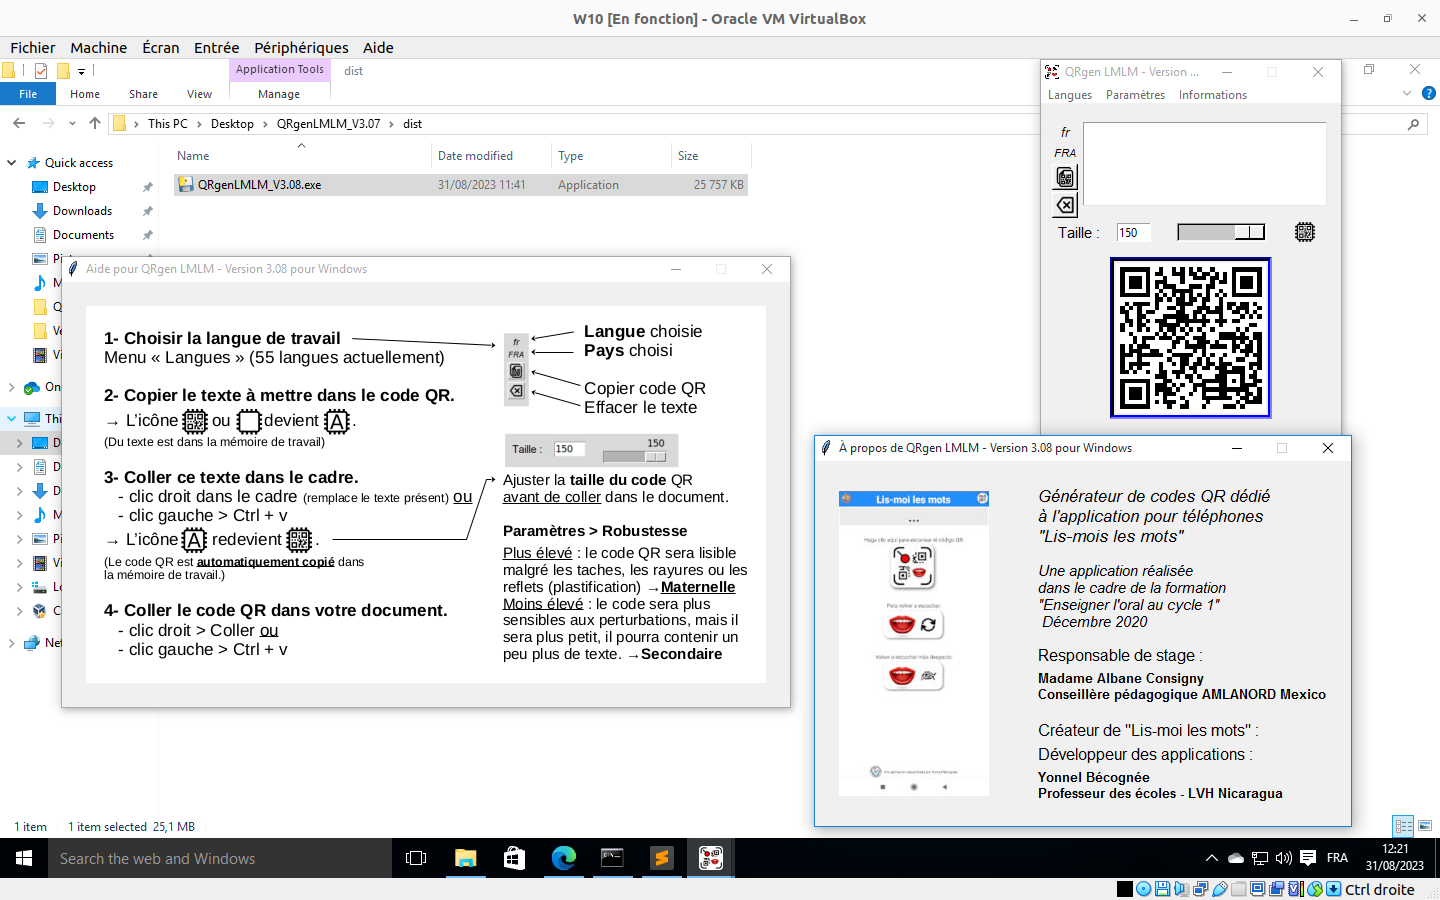 W10 [En fonction] - Oracle VM VirtualBox
Fichier Machine Écran Entrée Périphériques Aide
Application Tools dist
File Home Share View Manage
This PC Desktop QRgenLMLM_V3.07 dist
Quick access
Desktop
Downloads
Documents
Name Date modified Type Size
QRgenLMLM_V3.08.exe 31/08/2023 11:41 Application 25 757 KB
QRgen LMLM - Version ...
Langues Paramètres Informations
fr
FRA
Taille : 150
Aide pour QRgen LMLM - Version 3.08 pour Windows
1- Choisir la langue de travail
Menu « Langues » (55 langues actuellement)
2- Copier le texte à mettre dans le code QR.
→ L'icône ou devient A .
(Du texte est dans la mémoire de travail)
3- Coller ce texte dans le cadre.
- clic droit dans le cadre (remplace le texte présent) ou
- clic gauche > Ctrl + v
→ L'icône A redevient .
(Le code QR est automatiquement copié dans
la mémoire de travail.)
4- Coller le code QR dans votre document.
- clic droit > Coller ou
- clic gauche > Ctrl + v
fr
FRA
Langue choisie
Pays choisi
Copier code QR
Effacer le texte
Taille : 150 150
Ajuster la taille du code QR
avant de coller dans le document.
Paramètres > Robustesse
Plus élevé : le code QR sera lisible
malgré les taches, les rayures ou les
reflets (plastification) →Maternelle
Moins élevé : le code sera plus
sensibles aux perturbations, mais il
sera plus petit, il pourra contenir un
peu plus de texte. →Secondaire
À propos de QRgen LMLM - Version 3.08 pour Windows
Lis-moi les mots
...
Haga clic aquí para escanear el código QR
Para volver a escuchar:
Volver a escuchar más despacio:
Générateur de codes QR dédié
à l'application pour téléphones
"Lis-mois les mots"
Une application réalisée
dans le cadre de la formation
"Enseigner l'oral au cycle 1"
Décembre 2020
Responsable de stage :
Madame Albane Consigny
Conseillère pédagogique AMLANORD Mexico
Créateur de "Lis-moi les mots" :
Développeur des applications :
Yonnel Bécognée
Professeur des écoles - LVH Nicaragua
1 item 1 item selected 25,1 MB
Search the web and Windows
FRA
12:21
31/08/2023
Ctrl droite